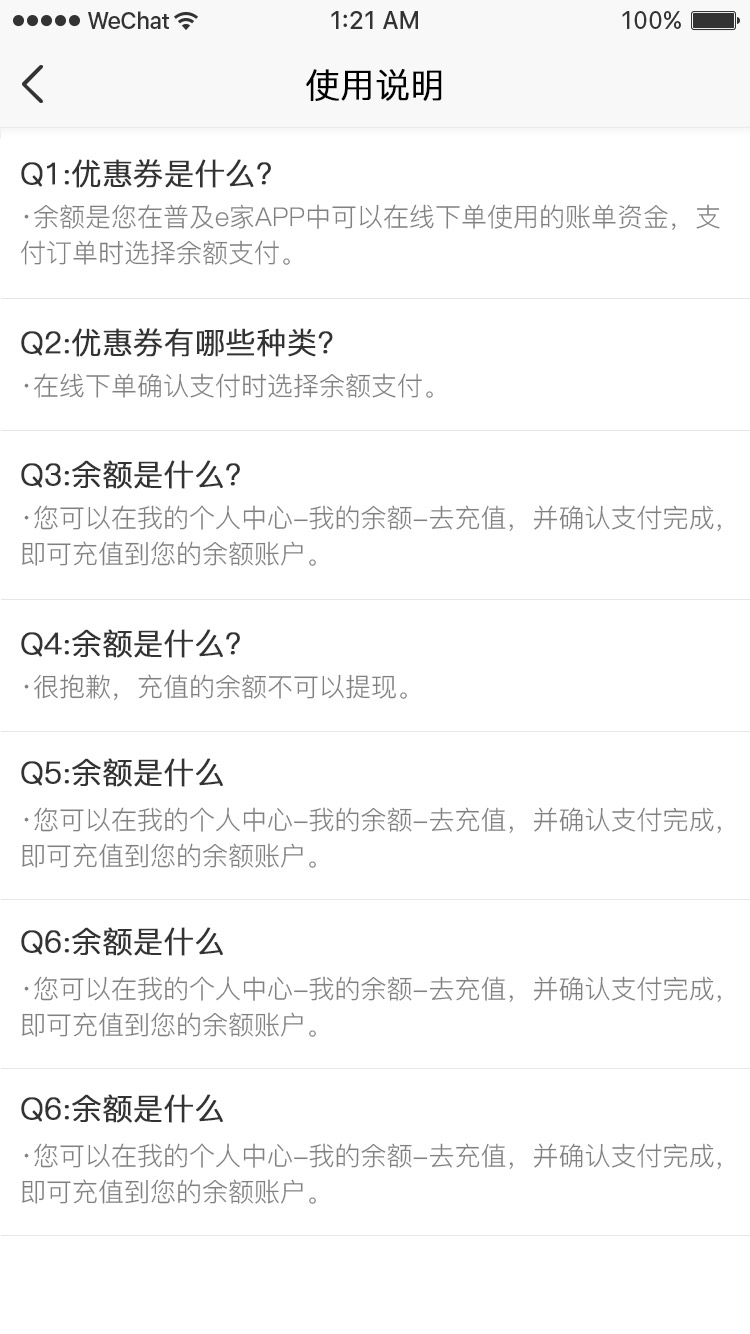 WeChat 1:21 AM 100%
使用说明
Q1:优惠券是什么?
·余额是您在普及e家APP中可以在线下单使用的账单资金，支
付订单时选择余额支付。
Q2:优惠券有哪些种类?
·在线下单确认支付时选择余额支付。
Q3:余额是什么?
·您可以在我的个人中心–我的余额–去充值，并确认支付完成，
即可充值到您的余额账户。
Q4:余额是什么?
·很抱歉，充值的余额不可以提现。
Q5:余额是什么
·您可以在我的个人中心–我的余额–去充值，并确认支付完成，
即可充值到您的余额账户。
Q6:余额是什么
·您可以在我的个人中心–我的余额–去充值，并确认支付完成，
即可充值到您的余额账户。
Q6:余额是什么
·您可以在我的个人中心–我的余额–去充值，并确认支付完成，
即可充值到您的余额账户。